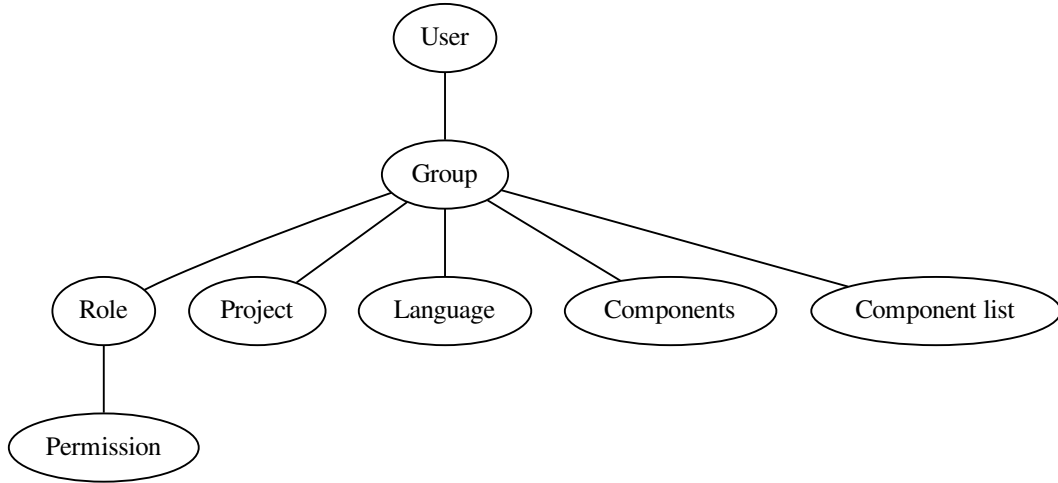 User
Group
Role
Project
Language
Components
Component list
Permission